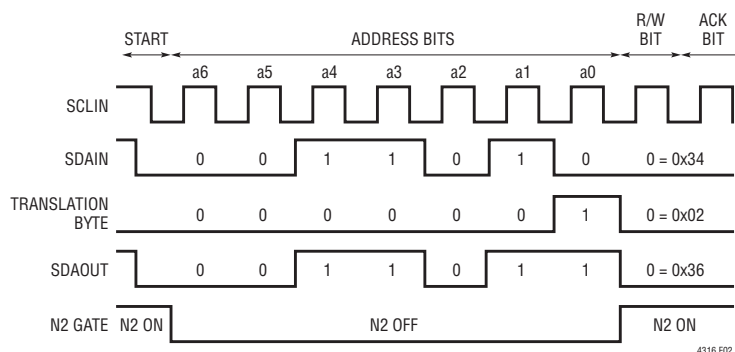 START
ADDRESS BITS
R/W
BIT
ACK
BIT
a6 a5 a4 a3 a2 a1 a0
SCLIN
SDAIN 0 0 1 1 0 1 0 0 = 0x34
TRANSLATION
BYTE
0 0 0 0 0 0 1 0 = 0x02
SDAOUT 0 0 1 1 0 1 1 0 = 0x36
N2 GATE N2 ON N2 OFF N2 ON
4316 F02